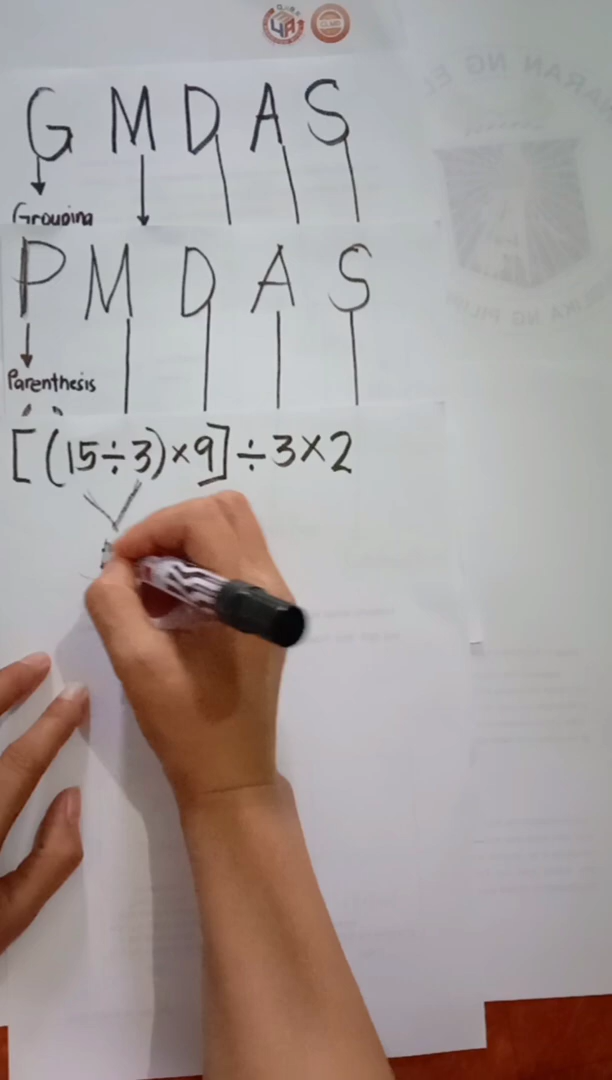 G M D A S
Grouping
P M D A S
Parenthesis
[(15÷3)×9]÷3×2